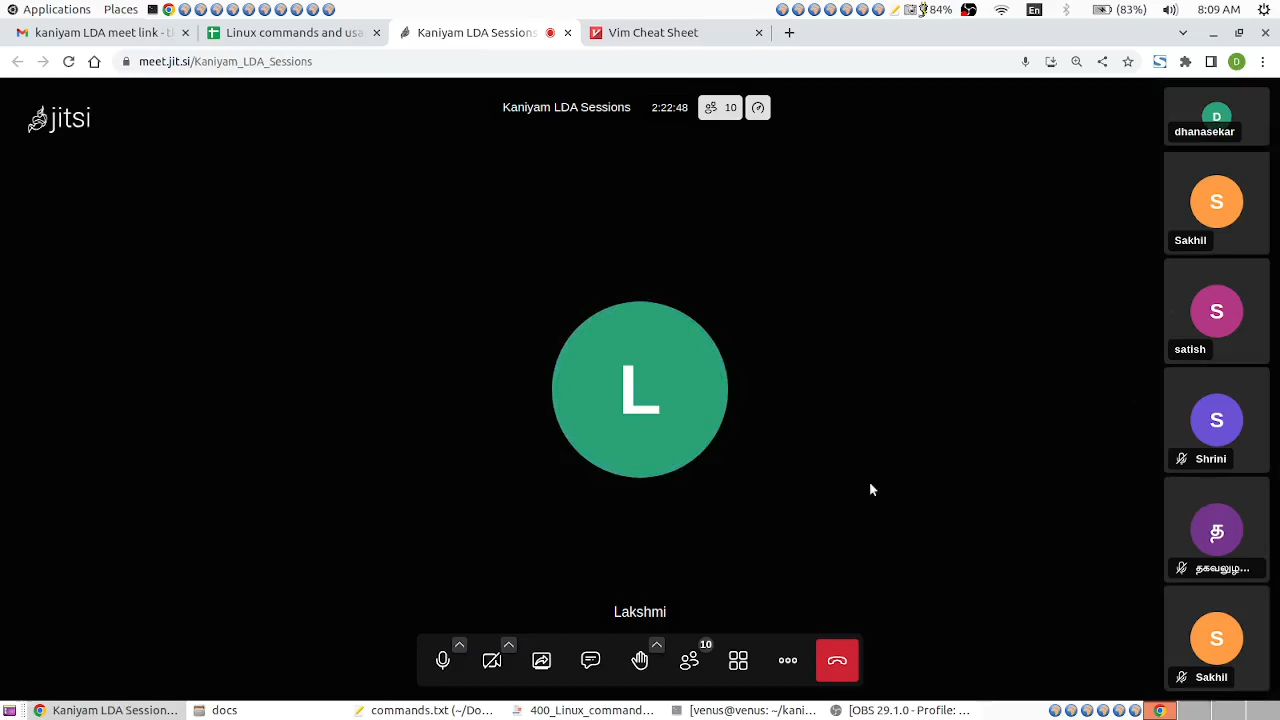 Applications Places 84% En (83%) 8:09 AM
kaniyam LDA meet link - t
Linux commands and usa
Kaniyam LDA Sessions
Vim Cheat Sheet
meet.jit.si/Kaniyam_LDA_Sessions
D
jitsi
Kaniyam LDA Sessions 2:22:48 10
D
dhanasekar
S
Sakhil
S
satish
S
Shrini
த
தகவலுழ...
S
Sakhil
L
Lakshmi
10
Kaniyam LDA Session...
docs
commands.txt (~/Do...
400_Linux_command...
[venus@venus: ~/kani...
[OBS 29.1.0 - Profile: ...